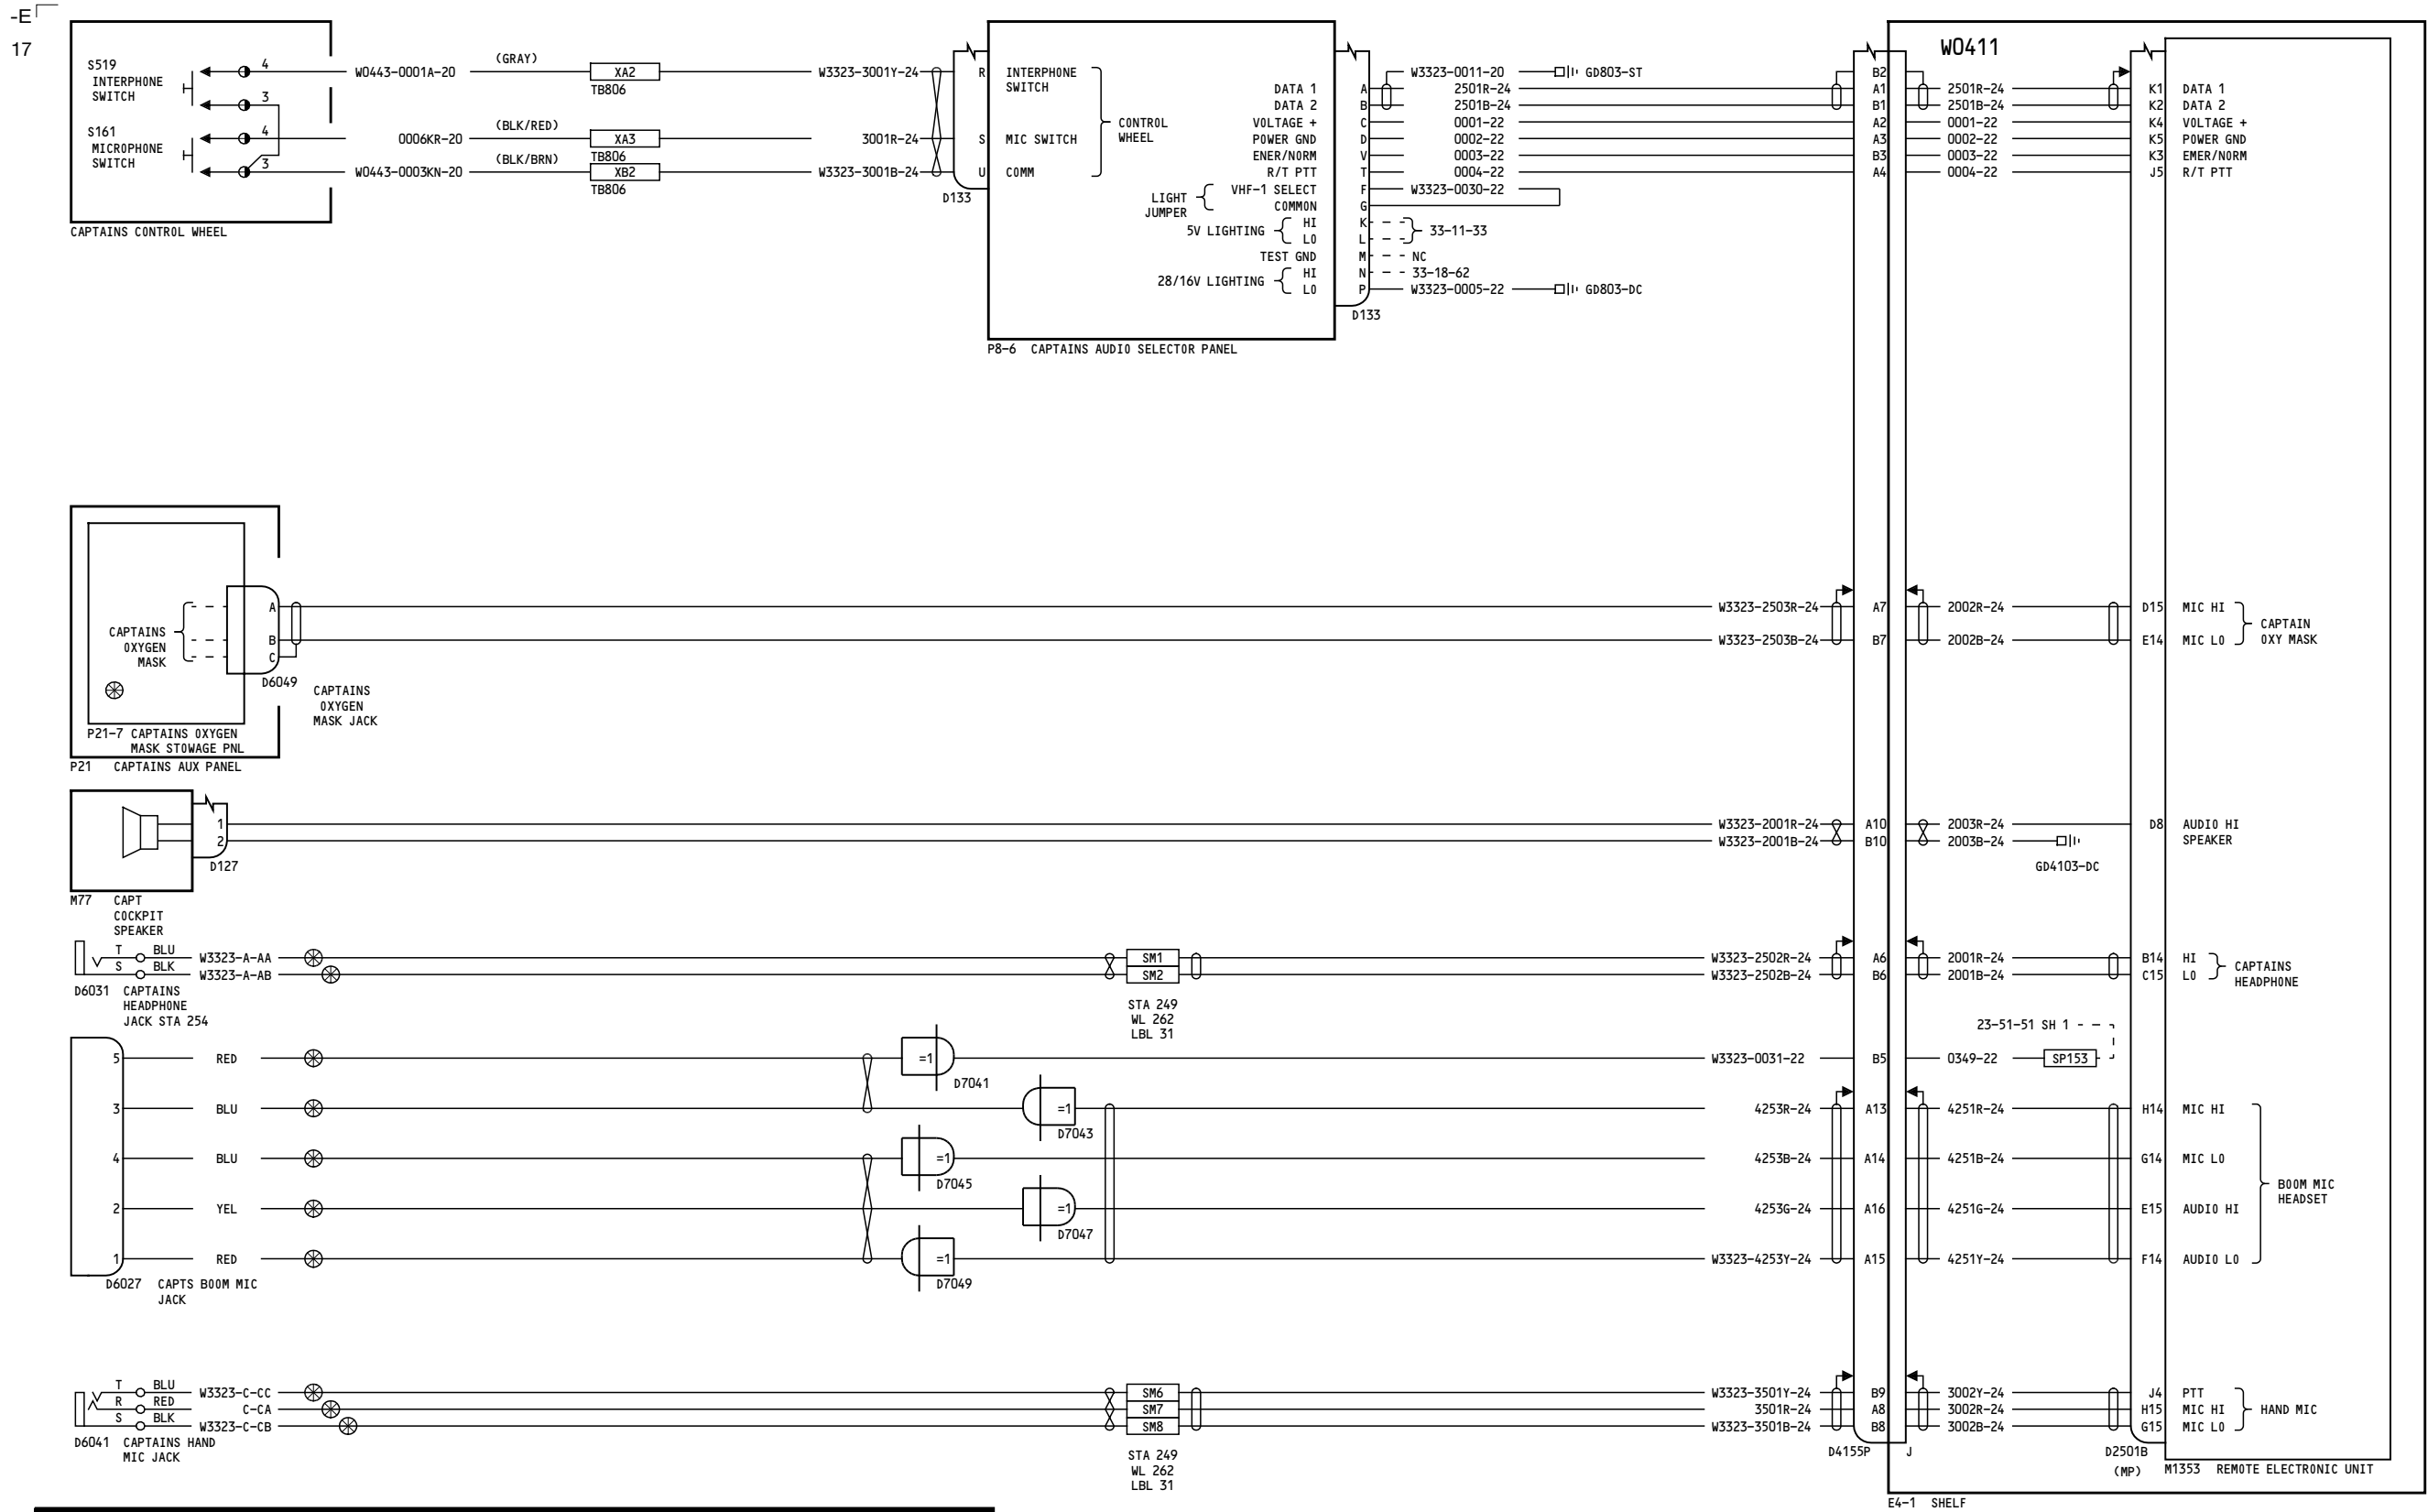 -E
17
S519
INTERPHONE
SWITCH
4
3
S161
MICROPHONE
SWITCH
4
3
CAPTAINS CONTROL WHEEL
W0443-0001A-20
(GRAY)
XA2
TB806
0006KR-20
(BLK/RED)
XA3
TB806
W0443-0003KN-20
(BLK/BRN)
XB2
TB806
W3323-3001Y-24
3001R-24
W3323-3001B-24
R
S
U
D133
INTERPHONE
SWITCH
MIC SWITCH
COMM
CONTROL
WHEEL
DATA 1
DATA 2
VOLTAGE +
POWER GND
ENER/NORM
R/T PTT
LIGHT
JUMPER
VHF-1 SELECT
COMMON
5V LIGHTING
HI
LO
TEST GND
28/16V LIGHTING
HI
LO
A
B
C
D
V
T
F
G
K
L
M
N
P
D133
P8-6 CAPTAINS AUDIO SELECTOR PANEL
W3323-0011-20
GD803-ST
2501R-24
2501B-24
0001-22
0002-22
0003-22
0004-22
W3323-0030-22
33-11-33
NC
33-18-62
W3323-0005-22
GD803-DC
W0411
B2
A1
B1
A2
A3
B3
A4
2501R-24
2501B-24
0001-22
0002-22
0003-22
0004-22
K1
K2
K4
K5
K3
J5
DATA 1
DATA 2
VOLTAGE +
POWER GND
EMER/NORM
R/T PTT
CAPTAINS
OXYGEN
MASK
A
B
C
D6049
CAPTAINS
OXYGEN
MASK JACK
P21-7 CAPTAINS OXYGEN
MASK STOWAGE PNL
P21 CAPTAINS AUX PANEL
W3323-2503R-24
W3323-2503B-24
A7
B7
2002R-24
2002B-24
D15
E14
MIC HI
MIC LO
CAPTAIN
OXY MASK
1
2
D127
M77 CAPT
COCKPIT
SPEAKER
W3323-2001R-24
W3323-2001B-24
A10
B10
2003R-24
2003B-24
GD4103-DC
D8
AUDIO HI
SPEAKER
T BLU W3323-A-AA
S BLK W3323-A-AB
D6031 CAPTAINS
HEADPHONE
JACK STA 254
SM1
SM2
STA 249
WL 262
LBL 31
W3323-2502R-24
W3323-2502B-24
A6
B6
2001R-24
2001B-24
B14
C15
HI
LO
CAPTAINS
HEADPHONE
23-51-51 SH 1
5 RED
=1
D7041
W3323-0031-22
B5
0349-22
SP153
3 BLU
=1
D7043
4253R-24
A13
4251R-24
H14
MIC HI
4 BLU
=1
D7045
4253B-24
A14
4251B-24
G14
MIC LO
BOOM MIC
HEADSET
2 YEL
=1
D7047
4253G-24
A16
4251G-24
E15
AUDIO HI
1 RED
=1
D7049
W3323-4253Y-24
A15
4251Y-24
F14
AUDIO LO
D6027 CAPTS BOOM MIC
JACK
T BLU W3323-C-CC
R RED C-CA
S BLK W3323-C-CB
D6041 CAPTAINS HAND
MIC JACK
SM6
SM7
SM8
STA 249
WL 262
LBL 31
W3323-3501Y-24
3501R-24
W3323-3501B-24
B9
A8
B8
3002Y-24
3002R-24
3002B-24
J4
H15
G15
PTT
MIC HI
MIC LO
HAND MIC
D4155P
J
D2501B
(MP)
M1353 REMOTE ELECTRONIC UNIT
E4-1 SHELF